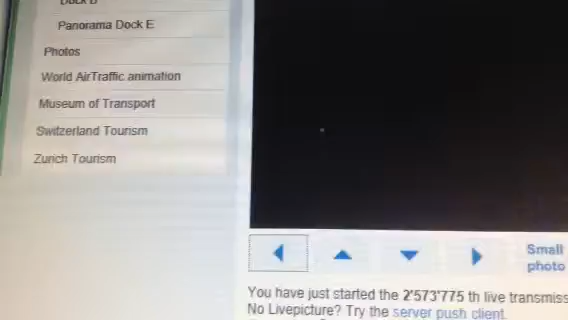 Dock D
Panorama Dock E
Photos
World AirTraffic animation
Museum of Transport
Switzerland Tourism
Zurich Tourism
Small
photo
You have just started the 2'573'775 th live transmiss
No Livepicture? Try the server push client.